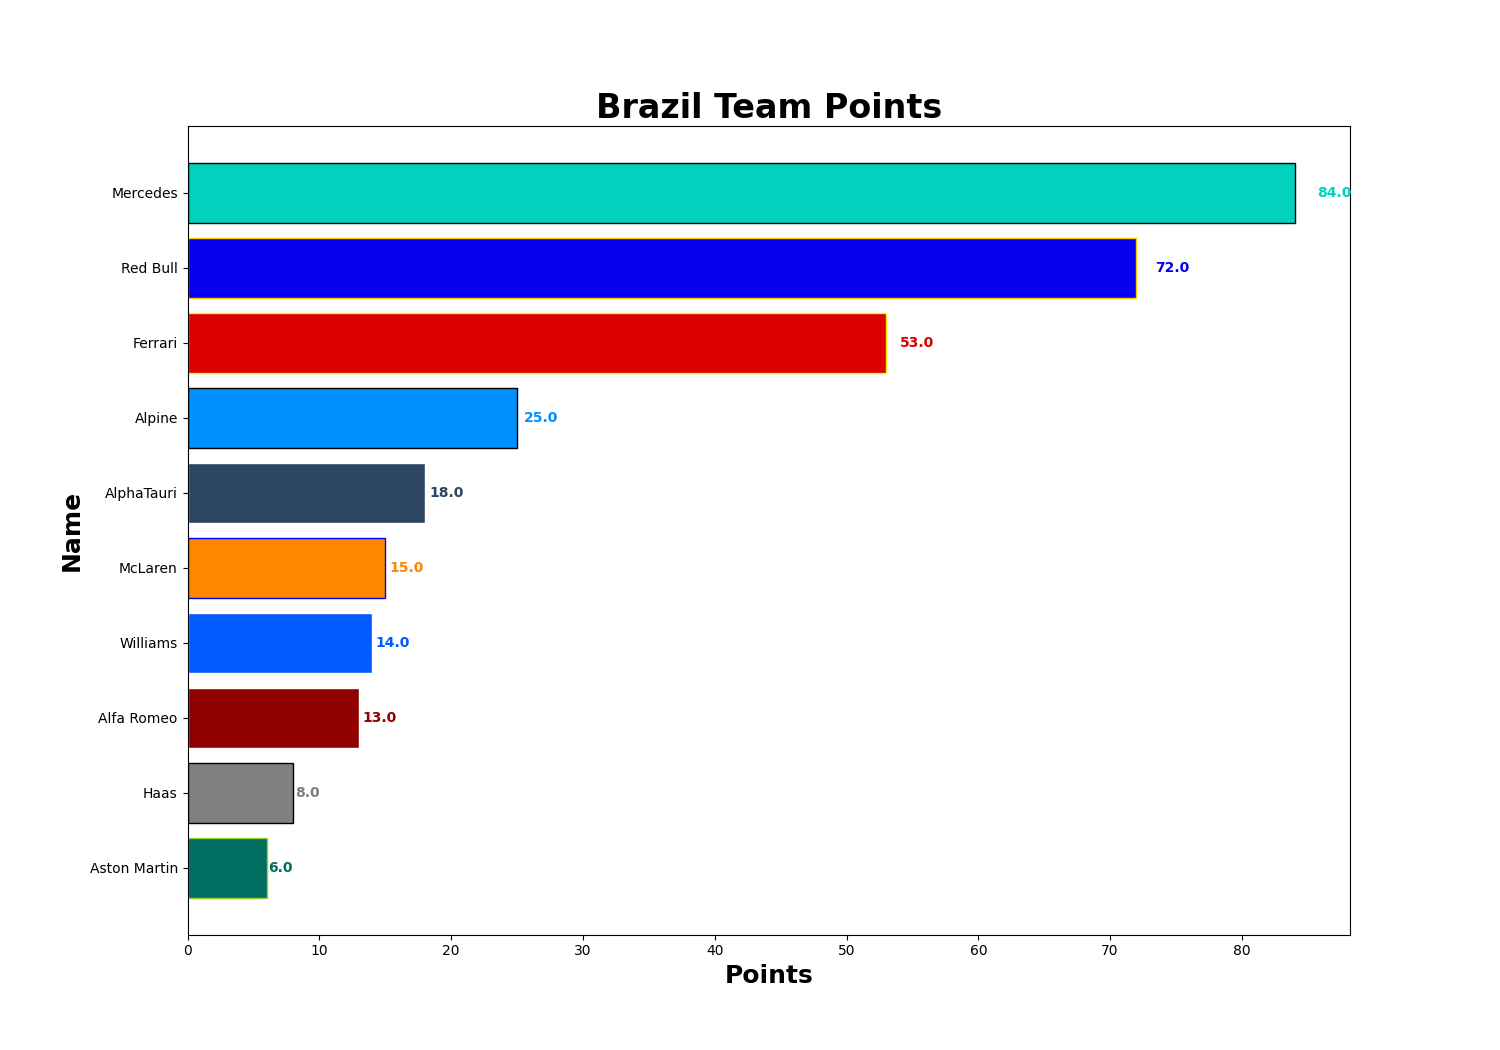 Brazil Team Points
Mercedes 84.0
Red Bull 72.0
Ferrari 53.0
Alpine 25.0
AlphaTauri 18.0
McLaren 15.0
Williams 14.0
Alfa Romeo 13.0
Haas 8.0
Aston Martin 6.0
Name
0 10 20 30 40 50 60 70 80
Points